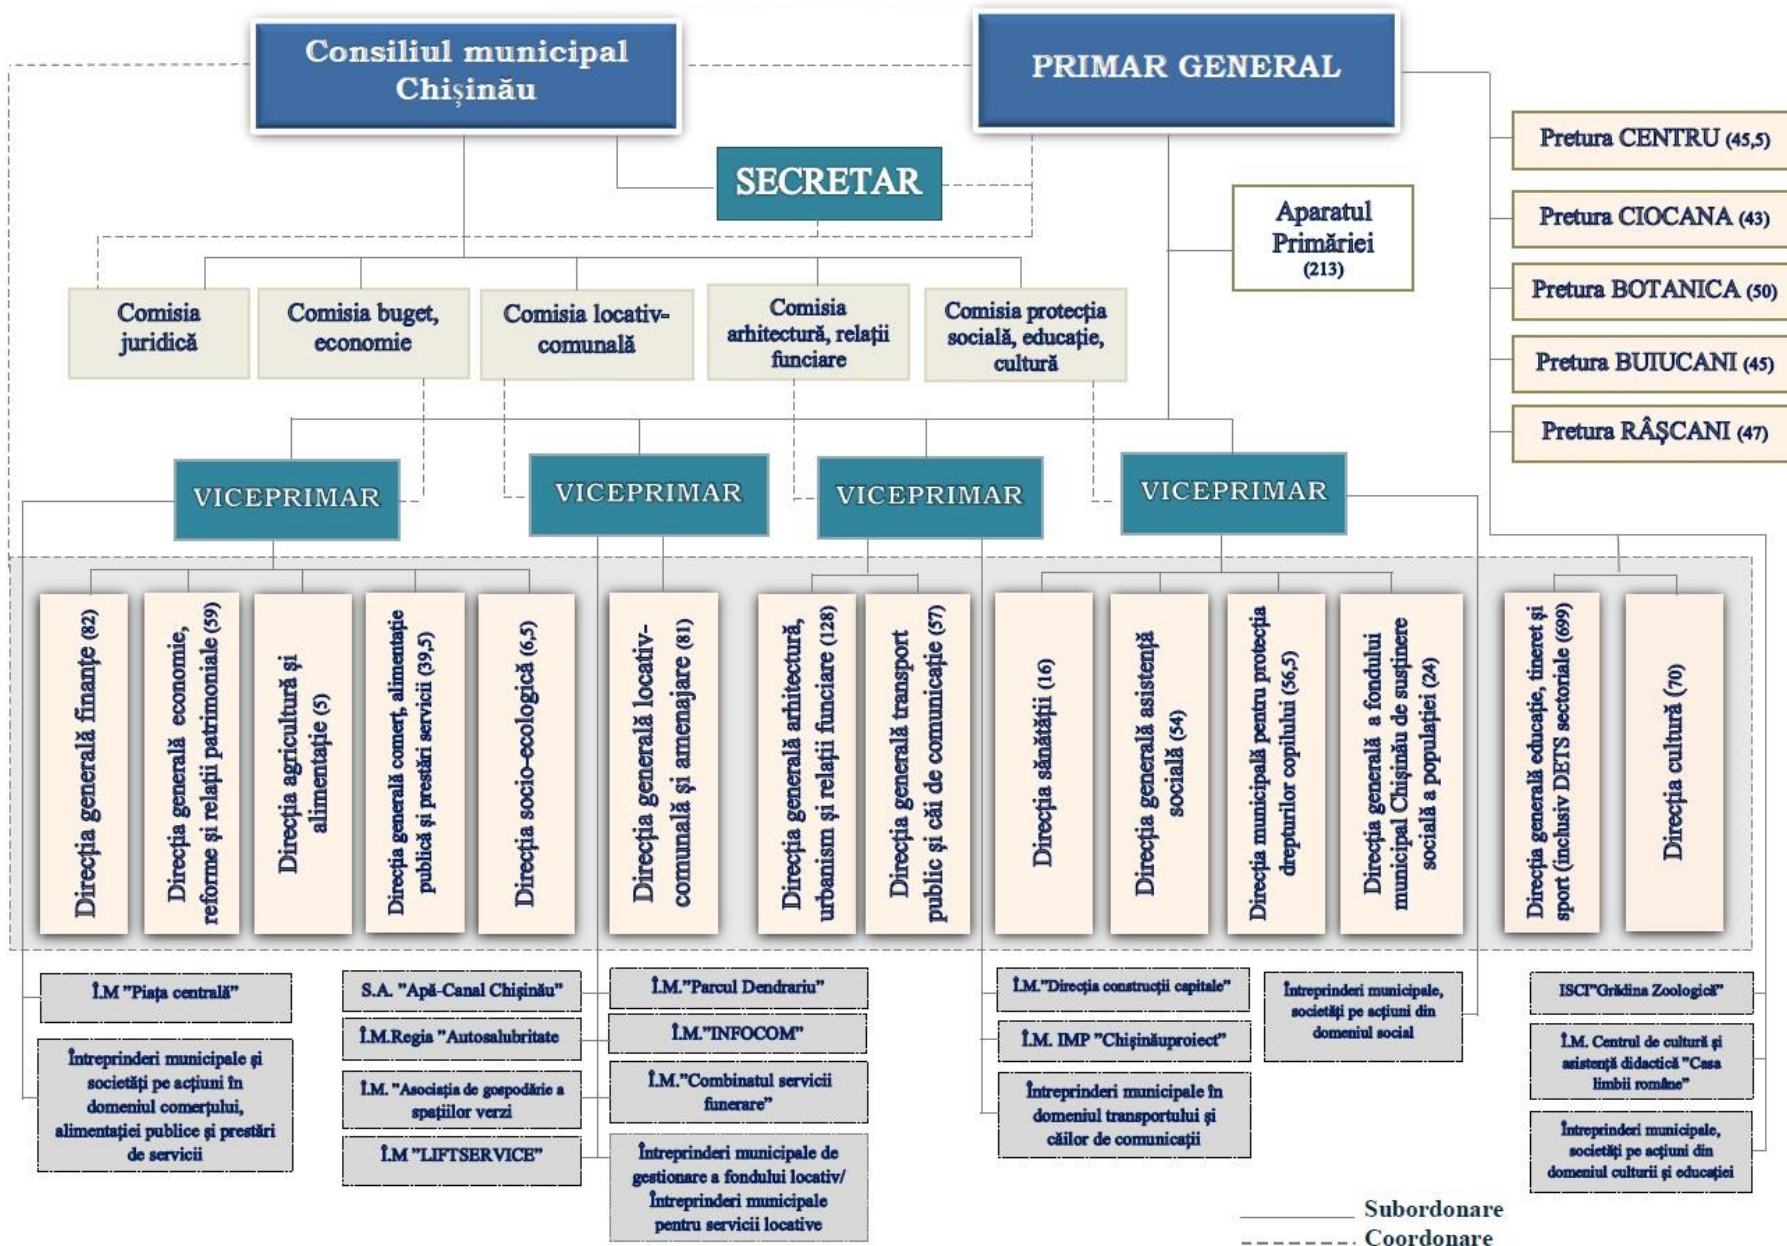 Consiliul municipal
Chișinău
PRIMAR GENERAL
SECRETAR
Aparatul
Primăriei
(213)
Pretura CENTRU (45,5)
Pretura CIOCANA (43)
Pretura BOTANICA (50)
Pretura BUIUCANI (45)
Pretura RÂȘCANI (47)
Comisia
juridică
Comisia buget,
economie
Comisia locativ-
comunală
Comisia
arhitectură, relații
funciare
Comisia protecția
socială, educație,
cultură
VICEPRIMAR
VICEPRIMAR
VICEPRIMAR
VICEPRIMAR
Direcția generală finanțe (82)
Direcția generală economie,
reforme și relații patrimoniale (59)
Direcția agricultură și
alimentație (5)
Direcția generală comerț, alimentație
publică și prestări servicii (39,5)
Direcția socio-ecologică (6,5)
Direcția generală locativ-
comunală și amenajare (81)
Direcția generală arhitectură,
urbanism și relații funciare (128)
Direcția generală transport
public și căi de comunicație (57)
Direcția sănătății (16)
Direcția generală asistență
socială (54)
Direcția municipală pentru protecția
drepturilor copilului (56,5)
Direcția generală a fondului
municipal Chișinău de susținere
socială a populației (24)
Direcția generală educație, tineret și
sport (inclusiv DETS sectoriale (699)
Direcția cultură (70)
Î.M "Piața centrală"
Întreprinderi municipale și
societăți pe acțiuni în
domeniul comerțului,
alimentației publice și prestări
de servicii
S.A. "Apă-Canal Chișinău"
Î.M.Regia "Autosalubritate
Î.M. "Asociația de gospodărie a
spațiilor verzi
Î.M "LIFTSERVICE"
Î.M."Parcul Dendrariu"
Î.M."INFOCOM"
Î.M."Combinatul servicii
funerare"
Întreprinderi municipale de
gestionare a fondului locativ/
Întreprinderi municipale
pentru servicii locative
Î.M."Direcția construcții capitale"
Î.M. IMP "Chișinăuproiect"
Întreprinderi municipale în
domeniul transportului și
căilor de comunicații
Întreprinderi municipale,
societăți pe acțiuni din
domeniul social
ISCI"Grădina Zoologică"
Î.M. Centrul de cultură și
asistență didactică "Casa
limbii române"
Întreprinderi municipale,
societăți pe acțiuni din
domeniul culturii și educației
Subordonare
Coordonare